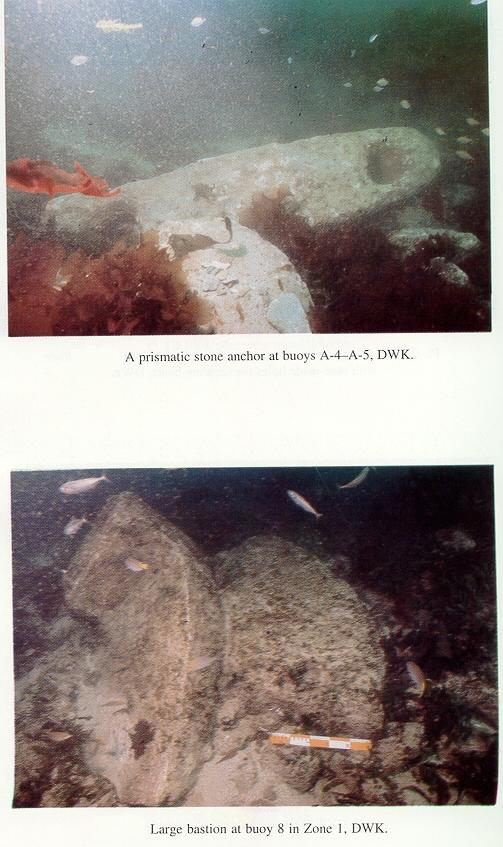 A prismatic stone anchor at buoys A-4–A-5, DWK.
Large bastion at buoy 8 in Zone 1, DWK.